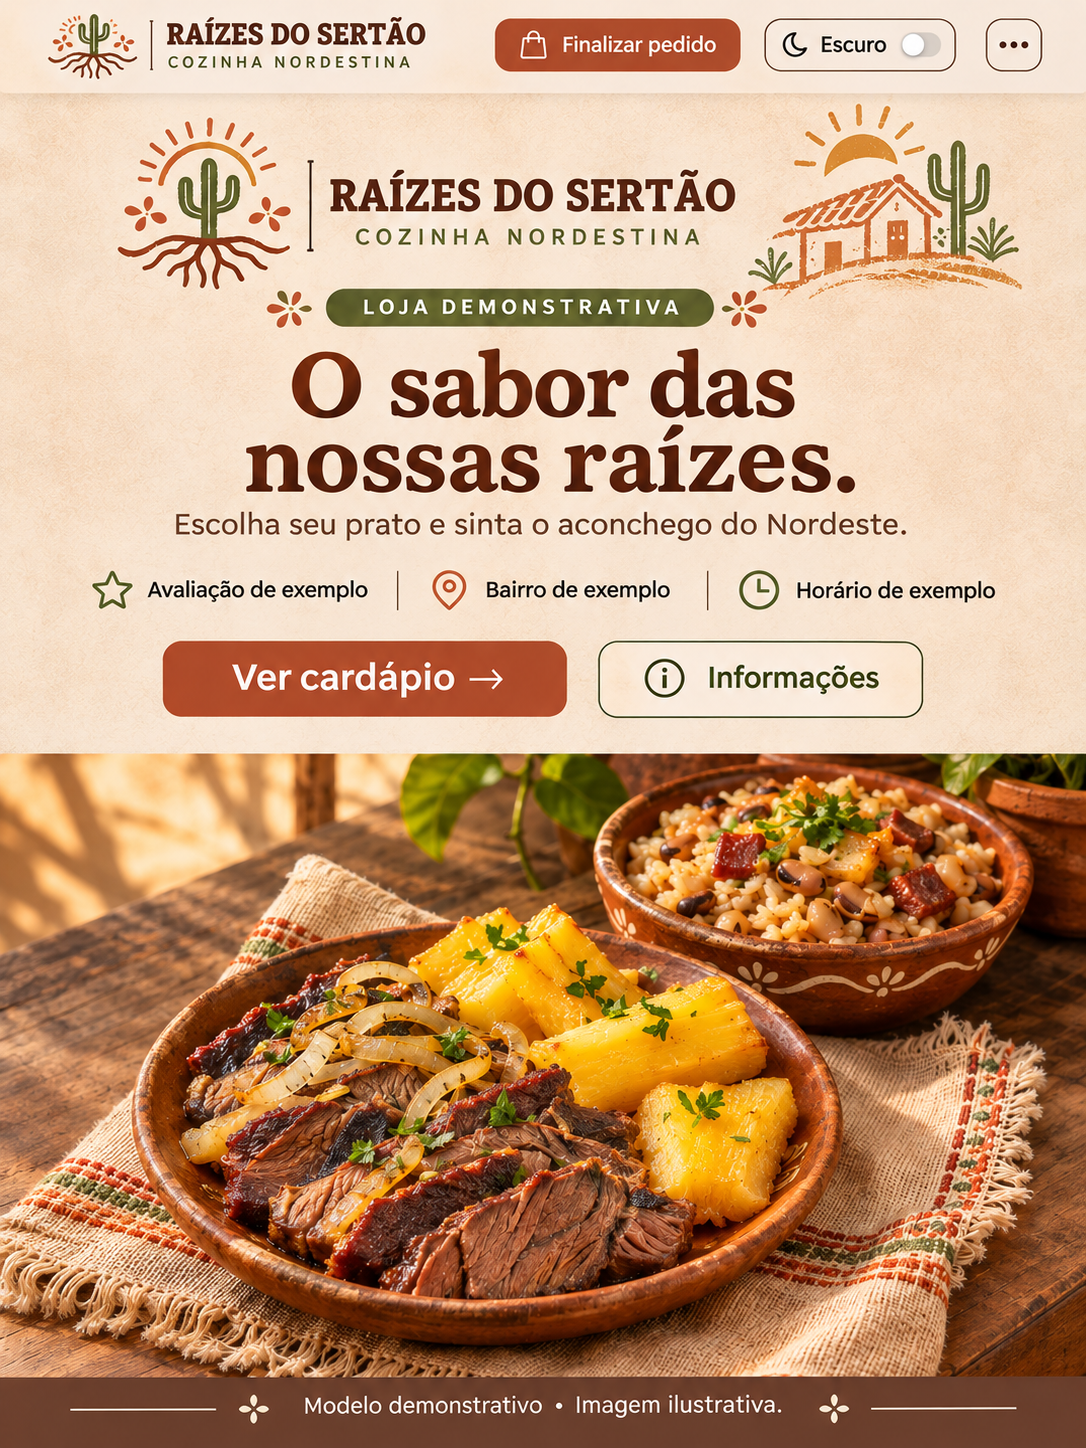 RAÍZES DO SERTÃO
COZINHA NORDESTINA
Finalizar pedido
Escuro
RAÍZES DO SERTÃO
COZINHA NORDESTINA
LOJA DEMONSTRATIVA
O sabor das
nossas raízes.
Escolha seu prato e sinta o aconchego do Nordeste.
Avaliação de exemplo
Bairro de exemplo
Horário de exemplo
Ver cardápio →
Informações
Modelo demonstrativo • Imagem ilustrativa.